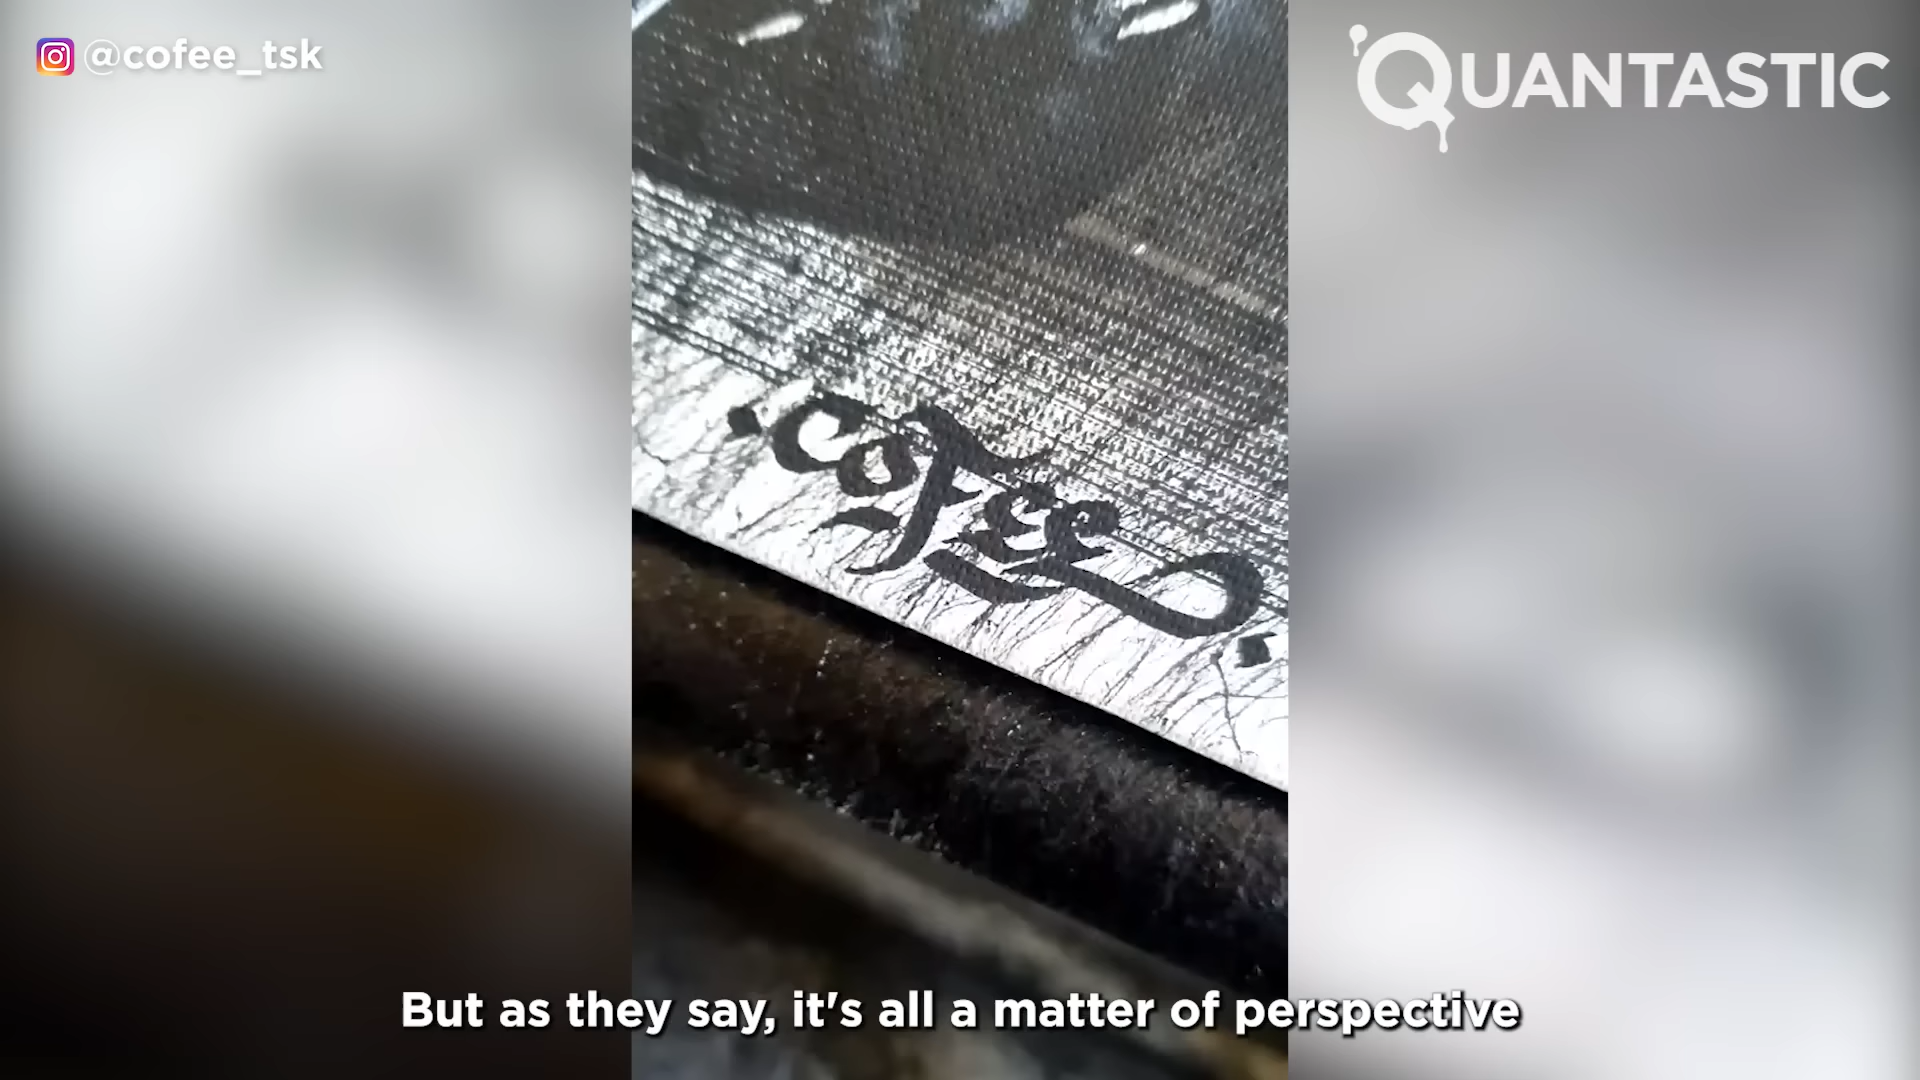 @cofee_tsk
QUANTASTIC
.cofee.
But as they say, it's all a matter of perspective